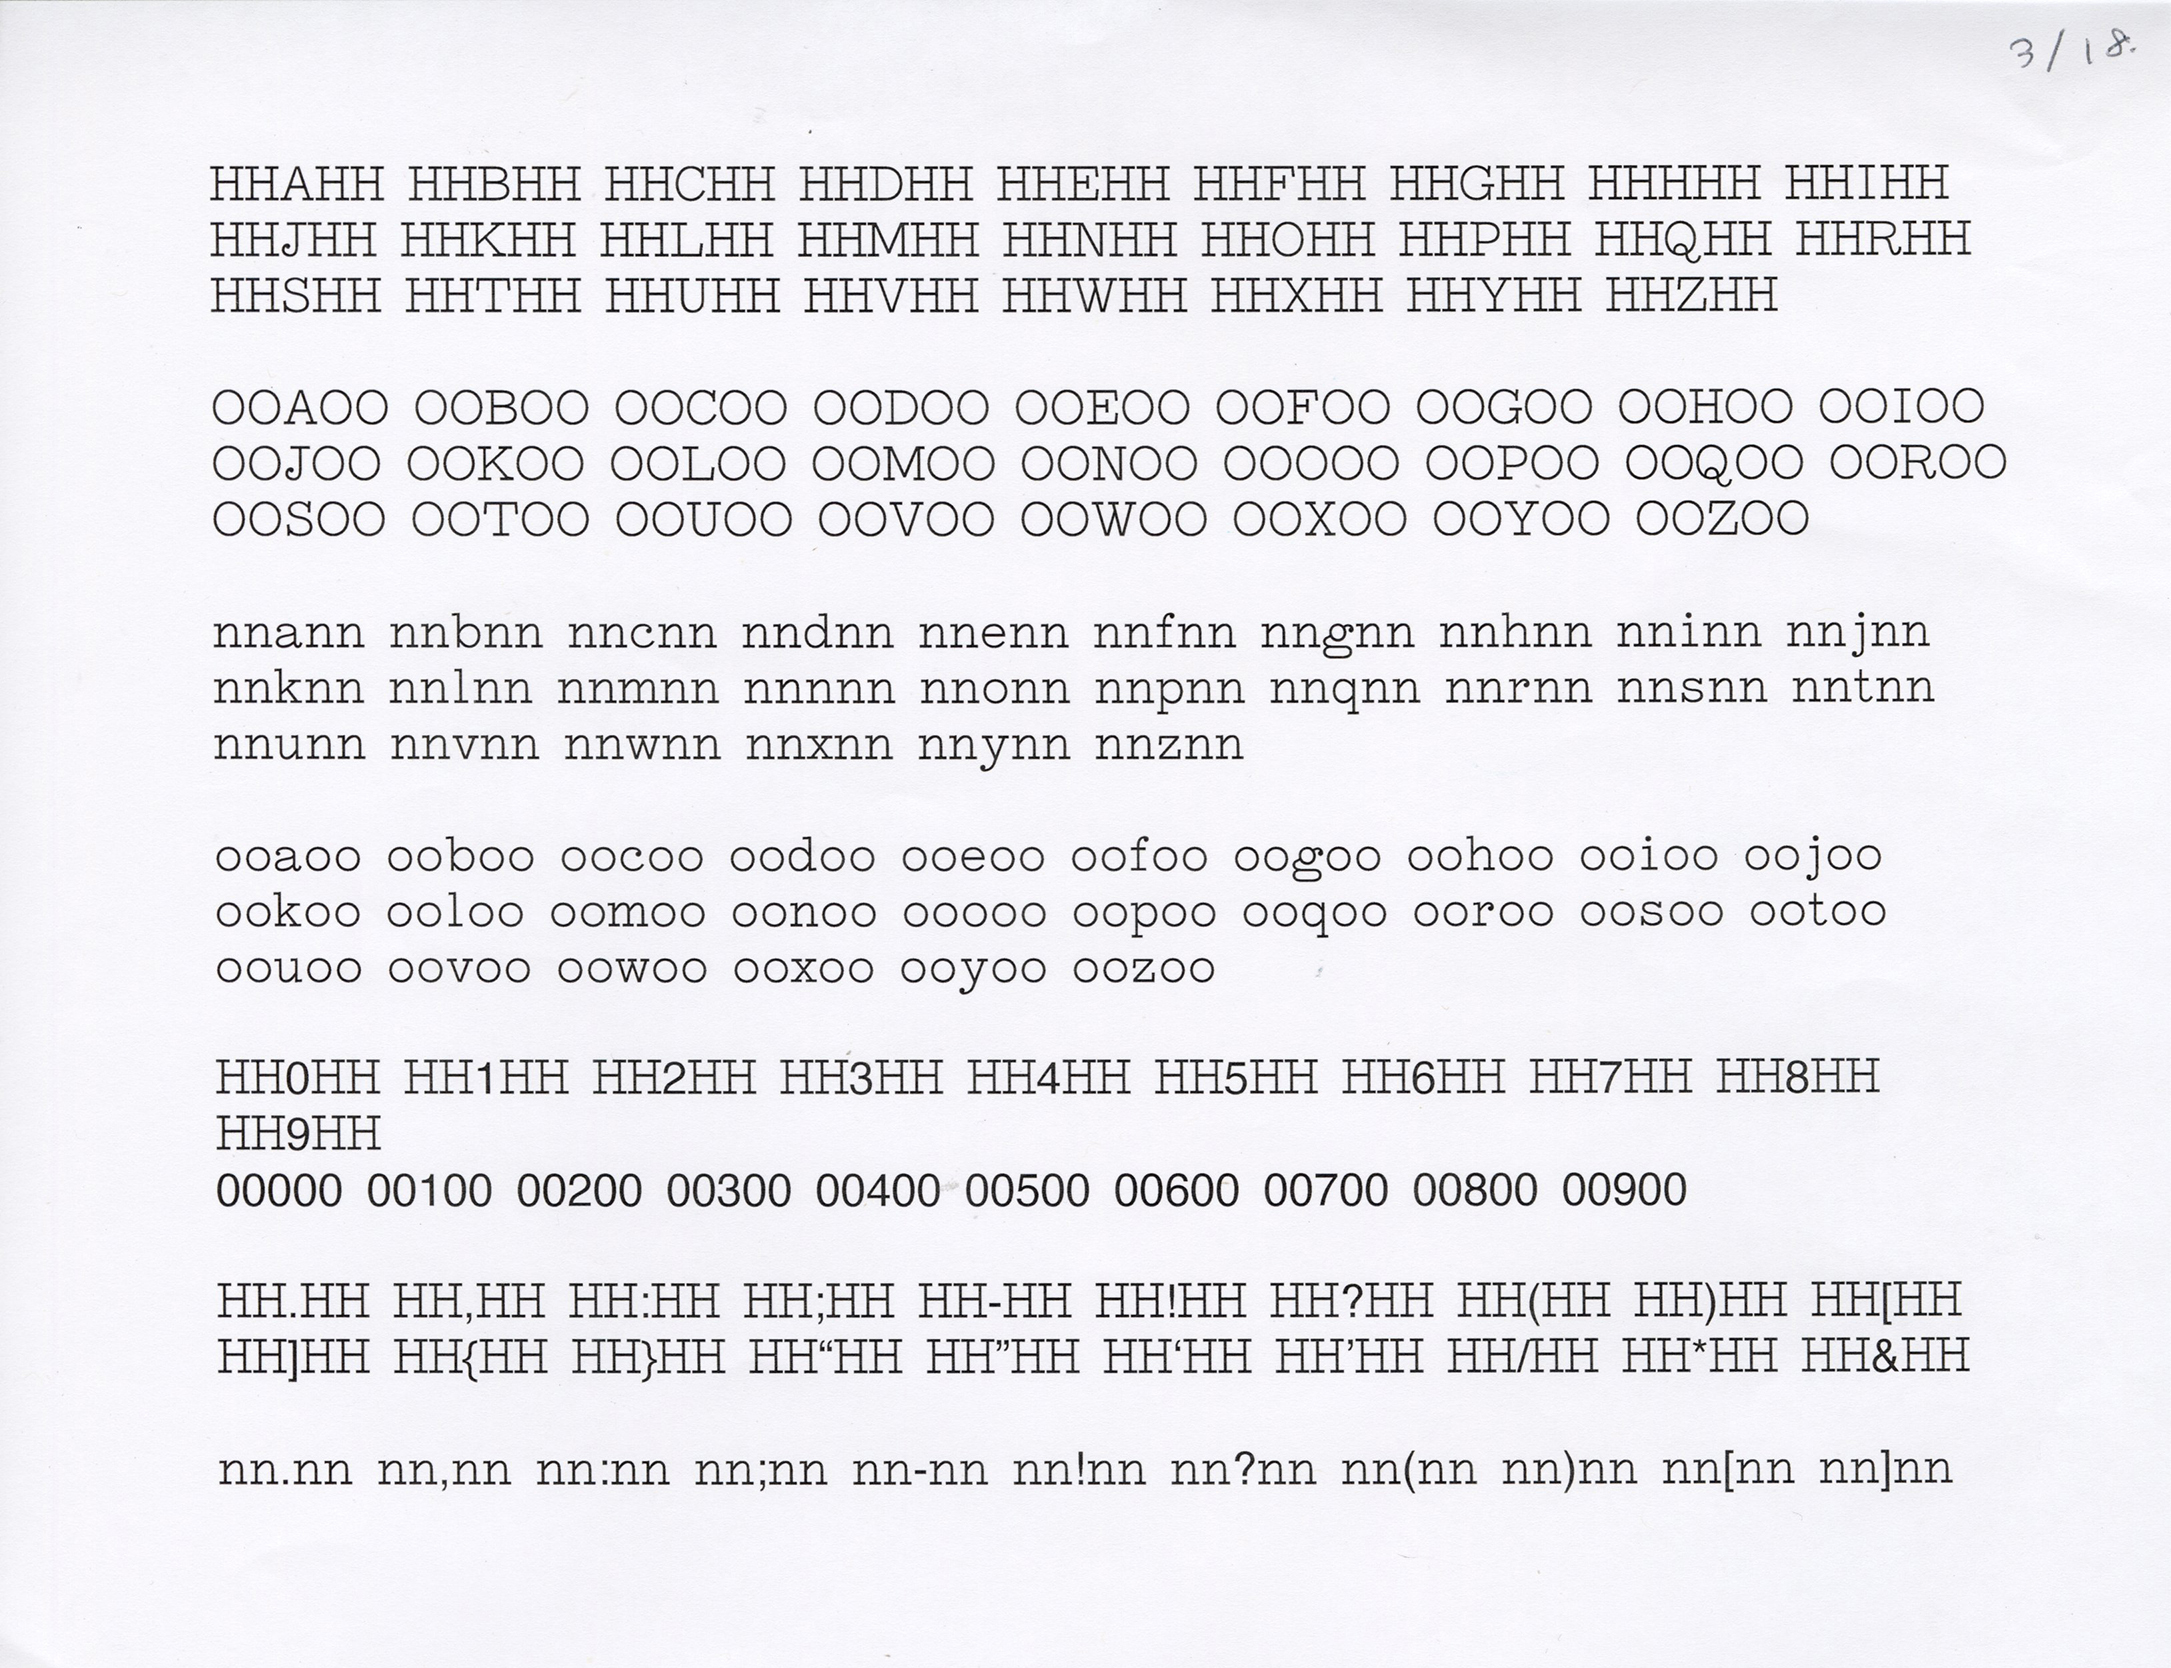 3/18.
HHAHH HHBHH HHCHH HHDHH HHEHH HHFHH HHGHH HHHHH HHIHH
HHJHH HHKHH HHLHH HHMHH HHNHH HHOHH HHPHH HHQHH HHRHH
HHSHH HHTHH HHUHH HHVHH HHWHH HHXHH HHYHH HHZHH
OOAOO OOBOO OOCOO OODOO OOEOO OOFOO OOGOO OOHOO OOIOO
OOJOO OOKOO OOLOO OOMOO OONOO OOOOO OOPOO OOQOO OOROO
OOSOO OOTOO OOUOO OOVOO OOWOO OOXOO OOYOO OOZOO
nnann nnbnn nncnn nndnn nnenn nnfnn nngnn nnhnn nninn nnjnn
nnknn nnlnn nnmnn nnnnn nnonn nnpnn nnqnn nnrnn nnsnn nntnn
nnunn nnvnn nnwnn nnxnn nnynn nnznn
ooaoo ooboo oocoo oodoo ooeoo oofoo oogoo oohoo ooioo oojoo
ookoo ooloo oomoo oonoo ooooo oopoo ooqoo ooroo oosoo ootoo
oouoo oovoo oowoo ooxoo ooyoo oozoo
HH0HH HH1HH HH2HH HH3HH HH4HH HH5HH HH6HH HH7HH HH8HH
HH9HH
00000 00100 00200 00300 00400 00500 00600 00700 00800 00900
HH.HH HH,HH HH:HH HH;HH HH-HH HH!HH HH?HH HH(HH HH)HH HH[HH
HH]HH HH{HH HH}HH HH“HH HH”HH HH‘HH HH’HH HH/HH HH*HH HH&HH
nn.nn nn,nn nn:nn nn;nn nn-nn nn!nn nn?nn nn(nn nn)nn nn[nn nn]nn